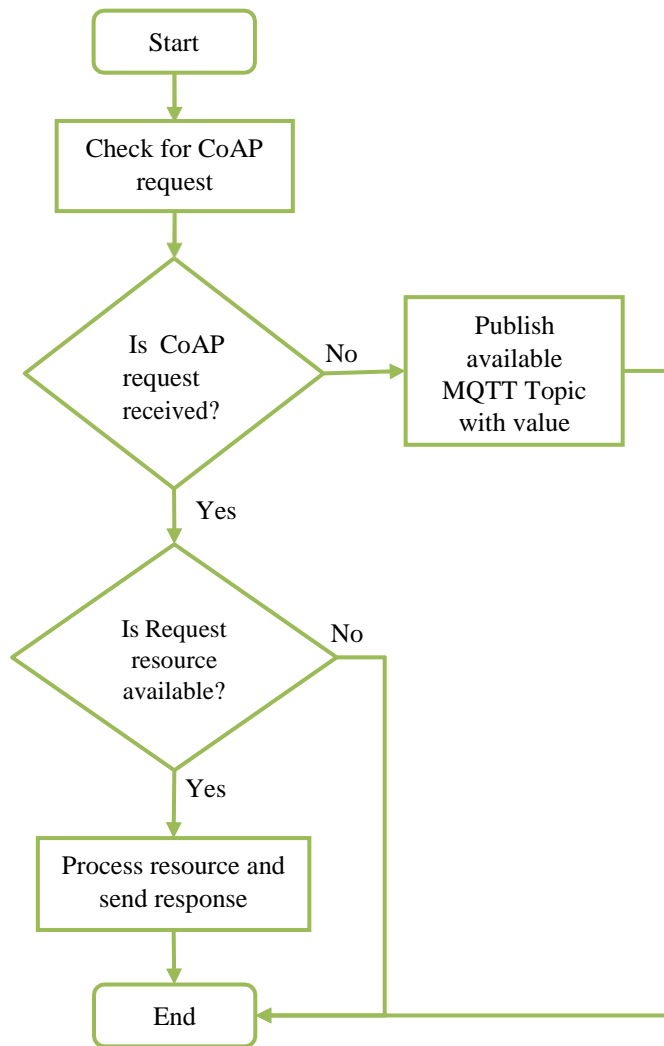 Start
Check for CoAP
request
Is CoAP
request
received?
No
Publish
available
MQTT Topic
with value
Yes
Is Request
resource
available?
No
Yes
Process resource and
send response
End